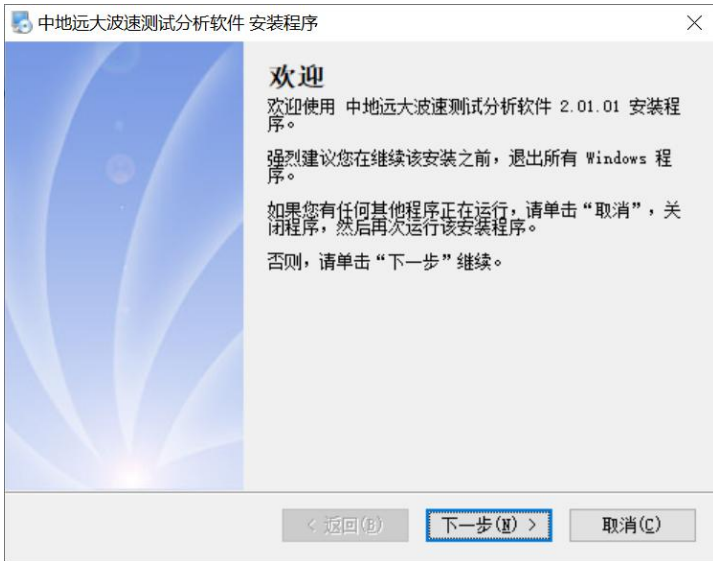 中地远大波速测试分析软件 安装程序
欢迎
欢迎使用 中地远大波速测试分析软件 2.01.01 安装程
序。
强烈建议您在继续该安装之前，退出所有 Windows 程
序。
如果您有任何其他程序正在运行，请单击“取消”，关
闭程序，然后再次运行该安装程序。
否则，请单击“下一步”继续。
< 返回(B) 下一步(N) > 取消(C)